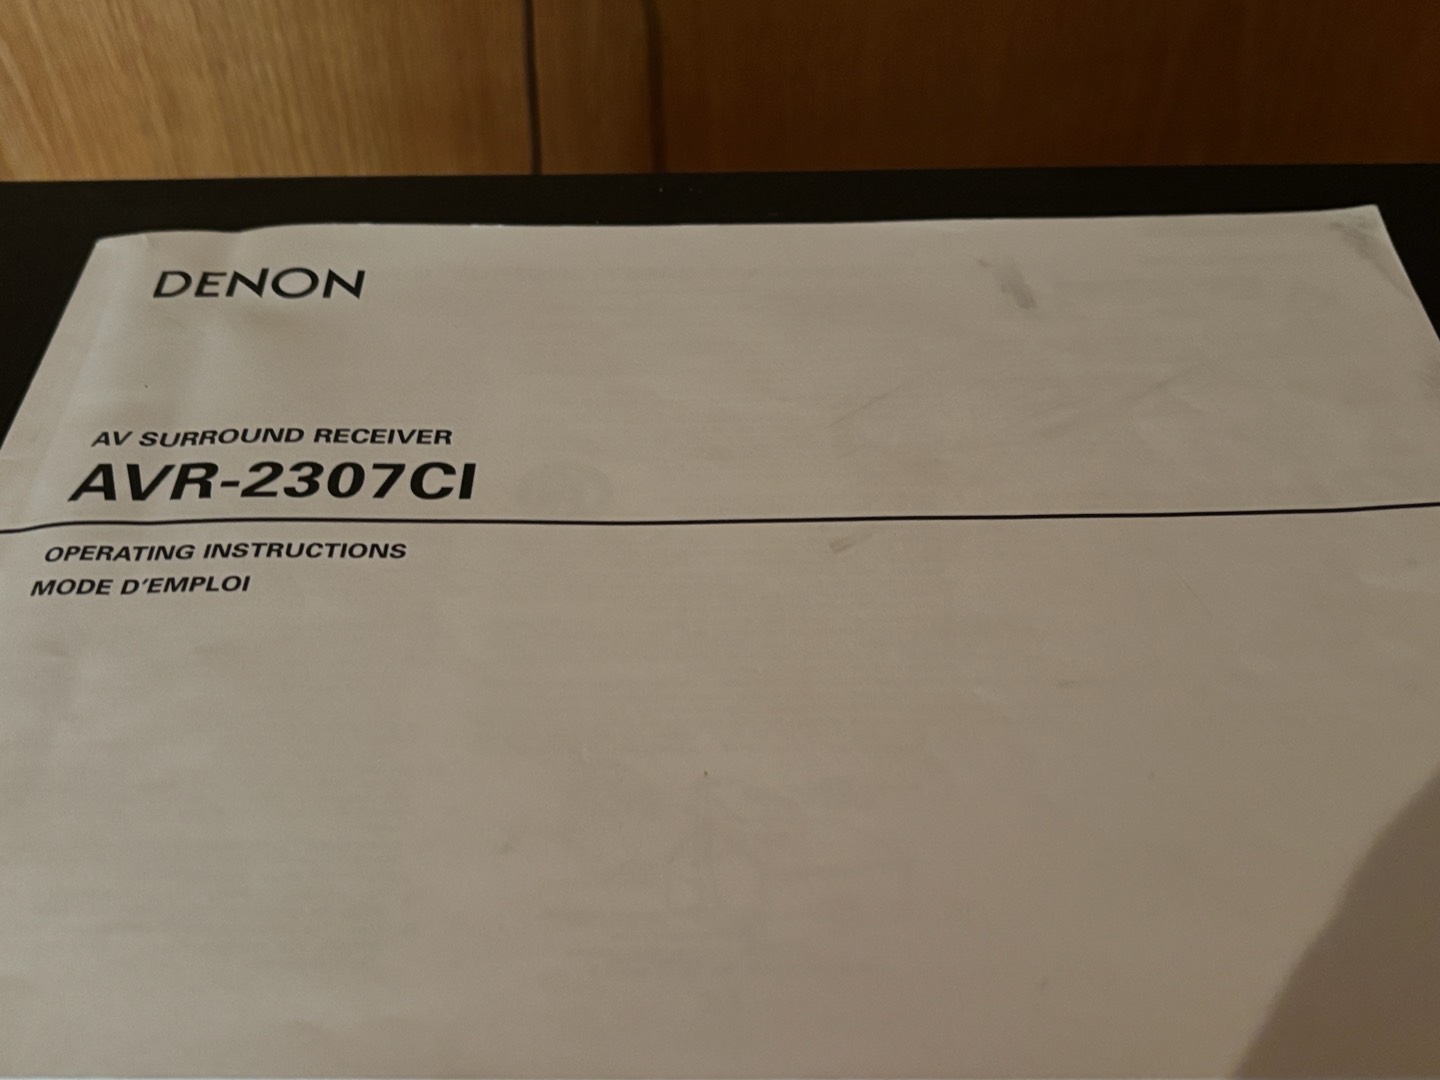 DENON
AV SURROUND RECEIVER
AVR-2307CI
OPERATING INSTRUCTIONS
MODE D'EMPLOI